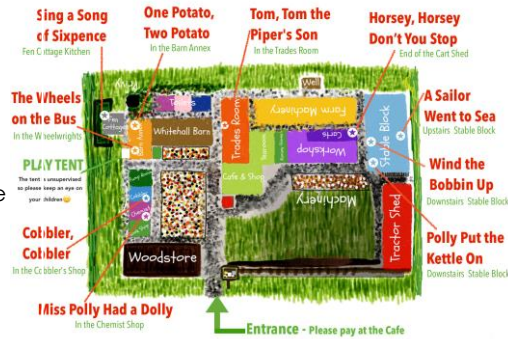 Sing a Song
of Sixpence
Fen Cottage Kitchen
One Potato,
Two Potato
In the Barn Annex
Tom, Tom the
Piper's Son
In the Trades Room
Horsey, Horsey
Don't You Stop
End of the Cart Shed
The Wheels
on the Bus
In the Wheelwrights
A Sailor
Went to Sea
Upstairs Stable Block
PLAY TENT
The tent is unsupervised
so please keep an eye on
your children
Wind the
Bobbin Up
Downstairs Stable Block
Cobbler,
Cobbler
In the Cobbler's Shop
Polly Put the
Kettle On
Downstairs Stable Block
Miss Polly Had a Dolly
In the Chemist Shop
Entrance - Please pay at the Cafe
Well
Toilets
Fen
Cottage
Whitehall Barn
Trades Room
Farm Machinery
Carts
Workshop
Stable Block
Cafe & Shop
Machinery
Tractor Shed
Woodstore
e